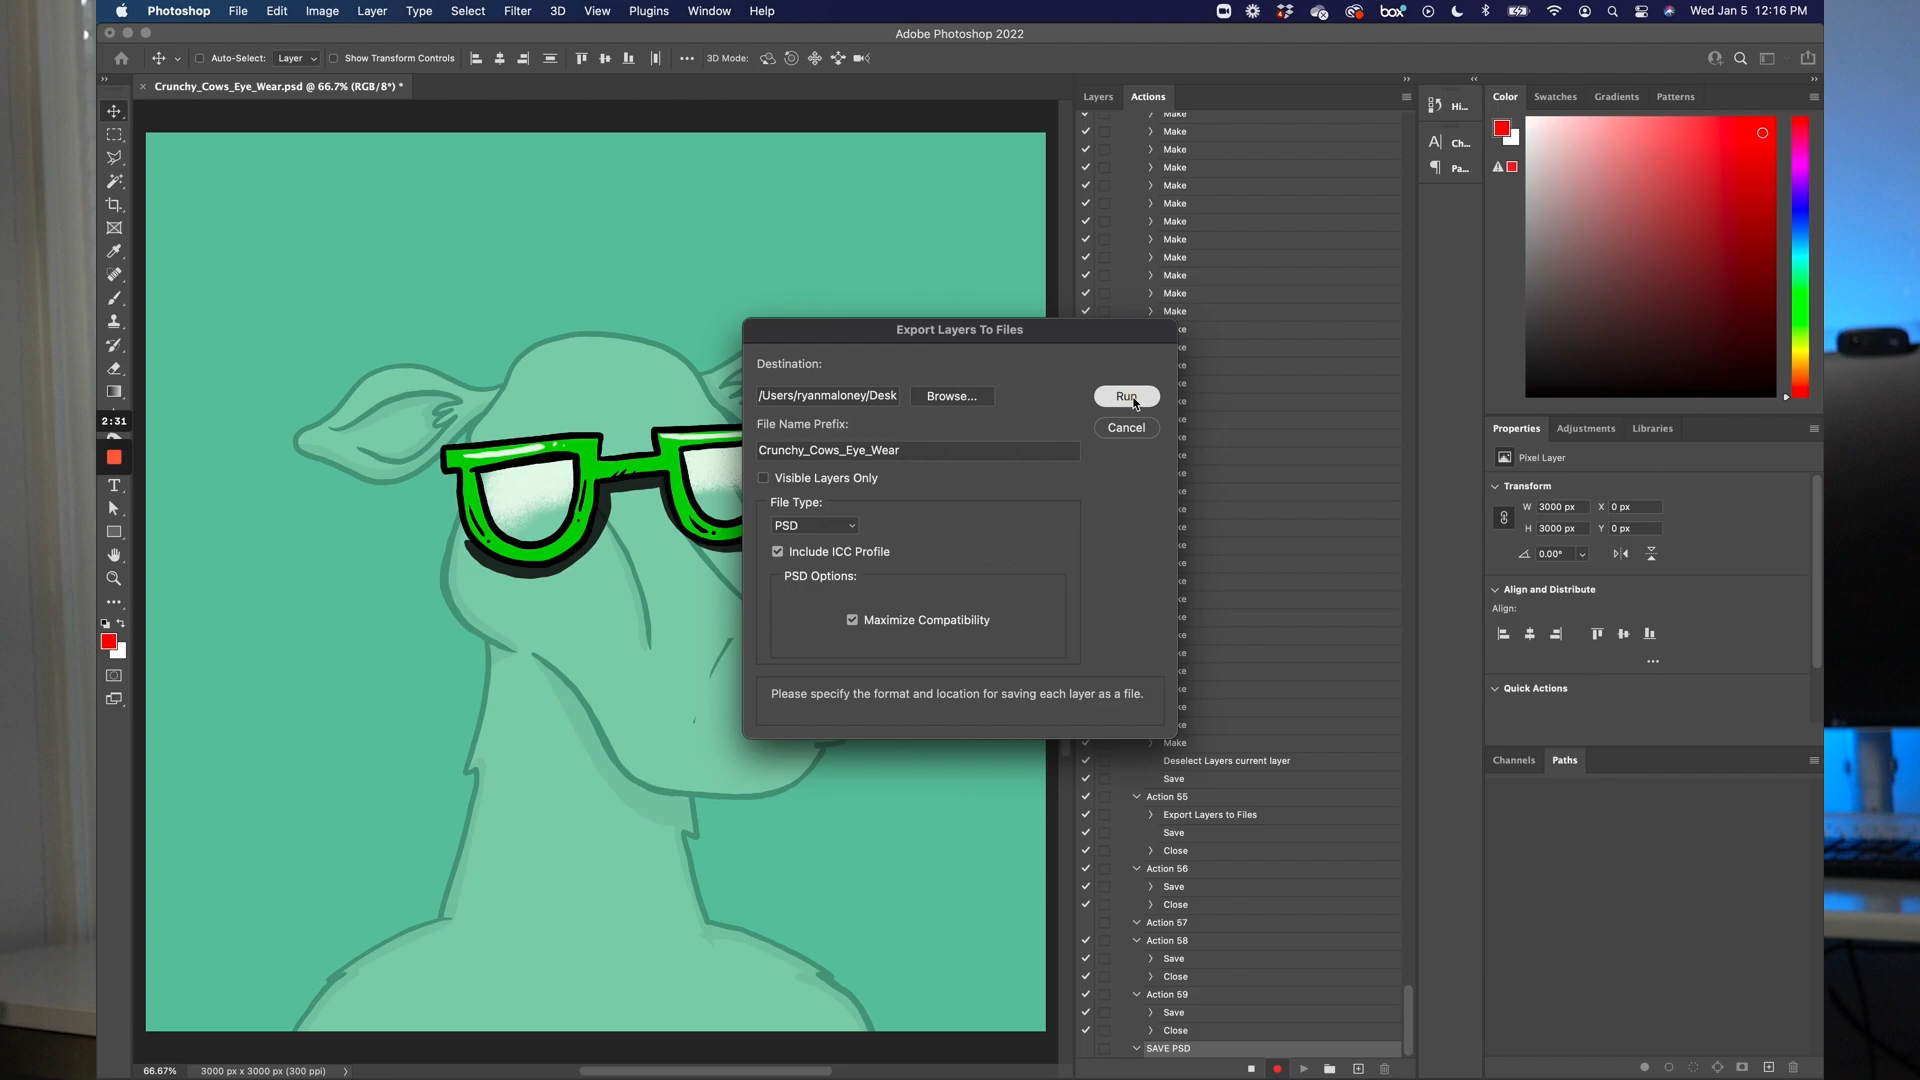 Photoshop File Edit Image Layer Type Select Filter 3D View Plugins Window Help
box
Wed Jan 5 12:16 PM
Adobe Photoshop 2022
Auto-Select: Layer Show Transform Controls 3D Mode:
Crunchy_Cows_Eye_Wear.psd @ 66.7% (RGB/8*) *
2:31
Layers Actions
Make
Make
Make
Make
Make
Make
Make
Make
Make
Make
Make
Make
Export Layers To Files
Destination:
/Users/ryanmaloney/Desk Browse... Run
File Name Prefix: Cancel
Crunchy_Cows_Eye_Wear
Visible Layers Only
File Type:
PSD
Include ICC Profile
PSD Options:
Maximize Compatibility
Please specify the format and location for saving each layer as a file.
Make
Deselect Layers current layer
Save
Action 55
Export Layers to Files
Save
Close
Action 56
Save
Close
Action 57
Action 58
Save
Close
Action 59
Save
Close
SAVE PSD
Hi...
Ch...
Pa...
Color Swatches Gradients Patterns
Properties Adjustments Libraries
Pixel Layer
Transform
W 3000 px X 0 px
H 3000 px Y 0 px
0.00°
Align and Distribute
Align:
Quick Actions
Channels Paths
66.67% 3000 px x 3000 px (300 ppi)